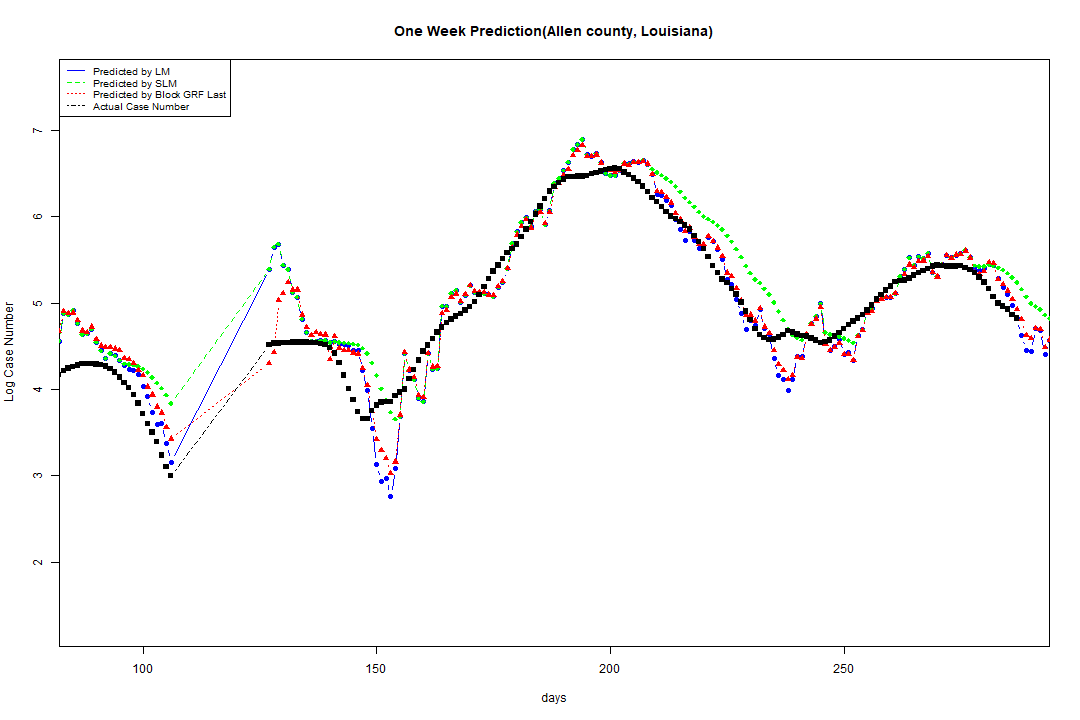 One Week Prediction(Allen county, Louisiana)
Predicted by LM
Predicted by SLM
Predicted by Block GRF Last
Actual Case Number
7
6
5
4
3
2
Log Case Number
100 150 200 250
days